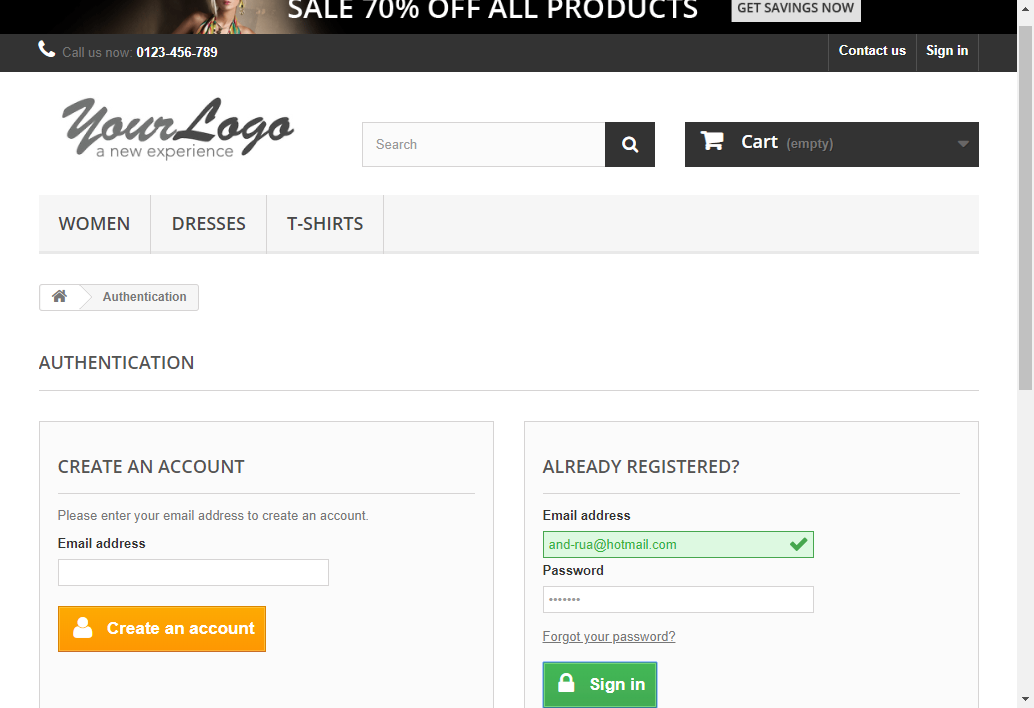 SALE 70% OFF ALL PRODUCTS
GET SAVINGS NOW
Call us now: 0123-456-789
Contact us
Sign in
YourLogo
a new experience
Search
Cart (empty)
WOMEN
DRESSES
T-SHIRTS
Authentication
AUTHENTICATION
CREATE AN ACCOUNT
Please enter your email address to create an account.
Email address
Create an account
ALREADY REGISTERED?
Email address
and-rua@hotmail.com
Password
•••••••
Forgot your password?
Sign in